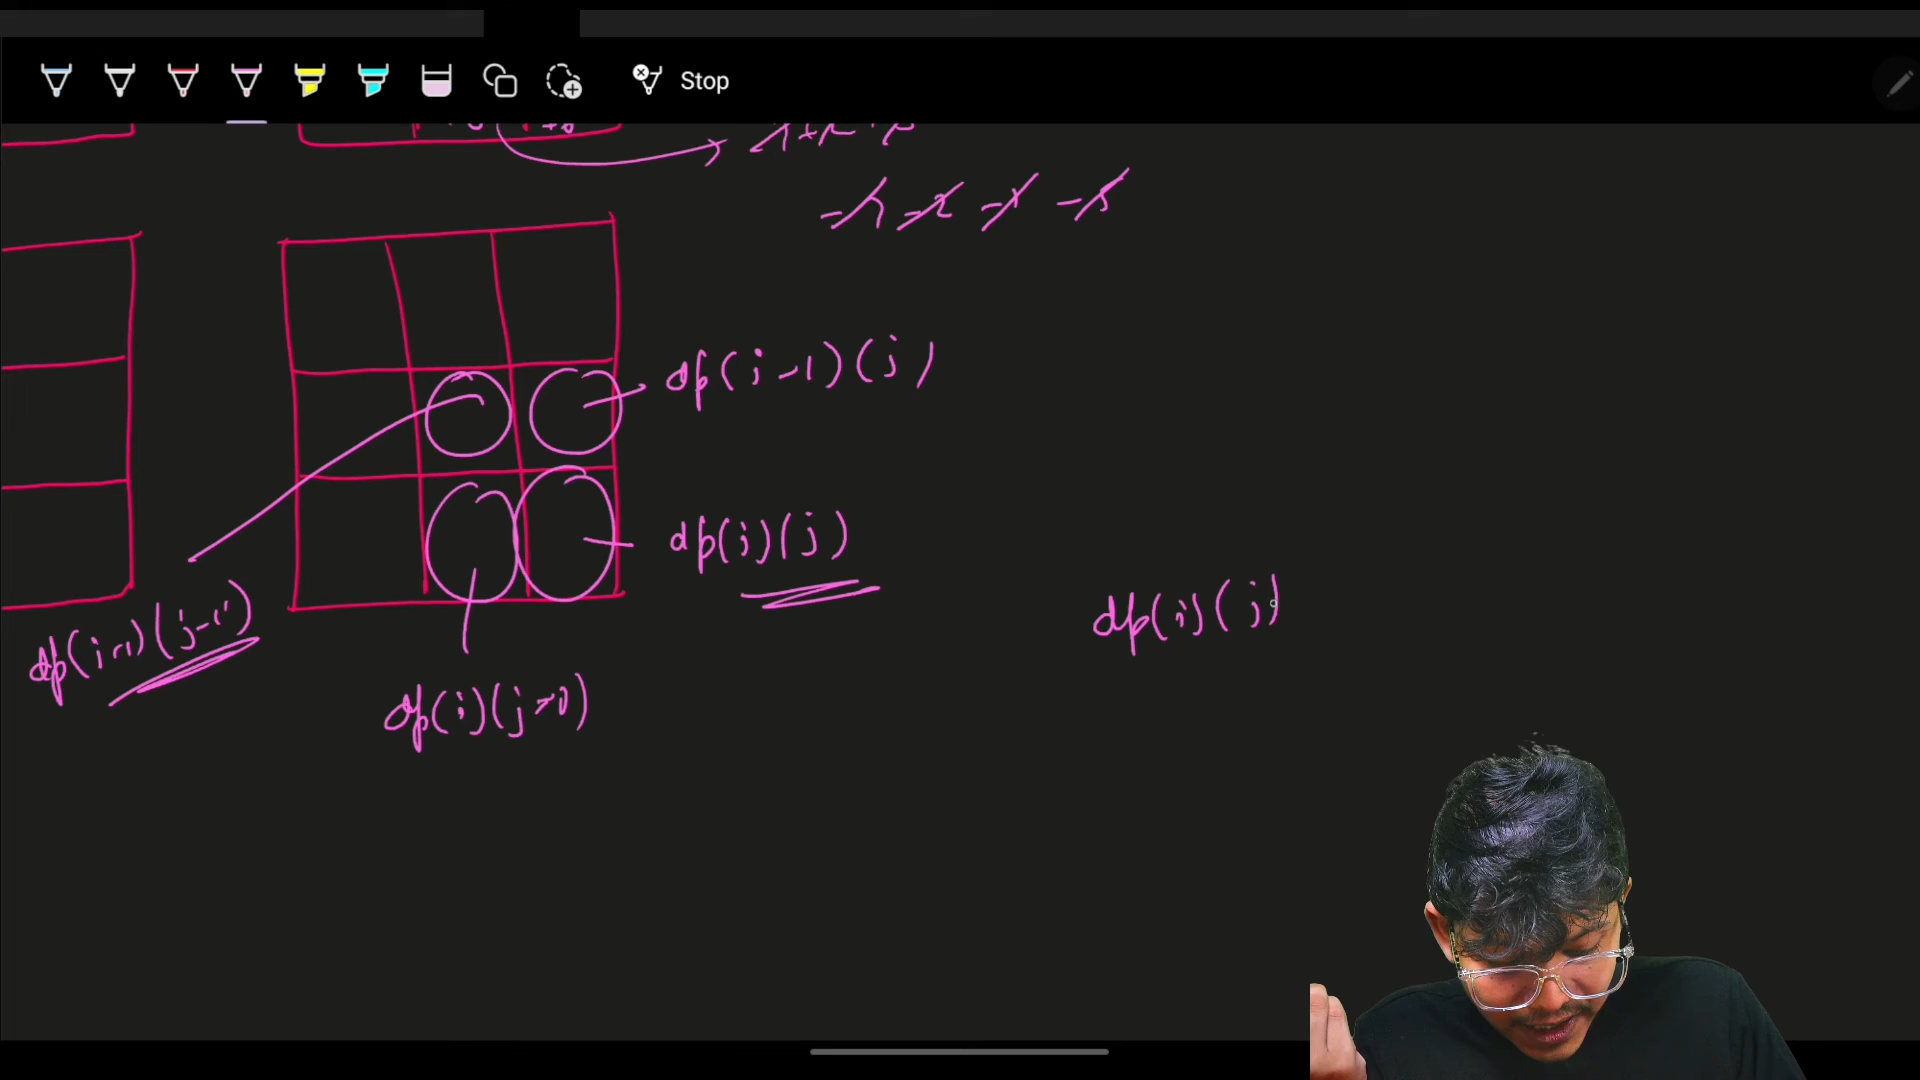 Stop
dp(i-1)(j)
dp(i)(j)
dp(i)(j)
dp(i-1)(j-1)
dp(i)(j-1)